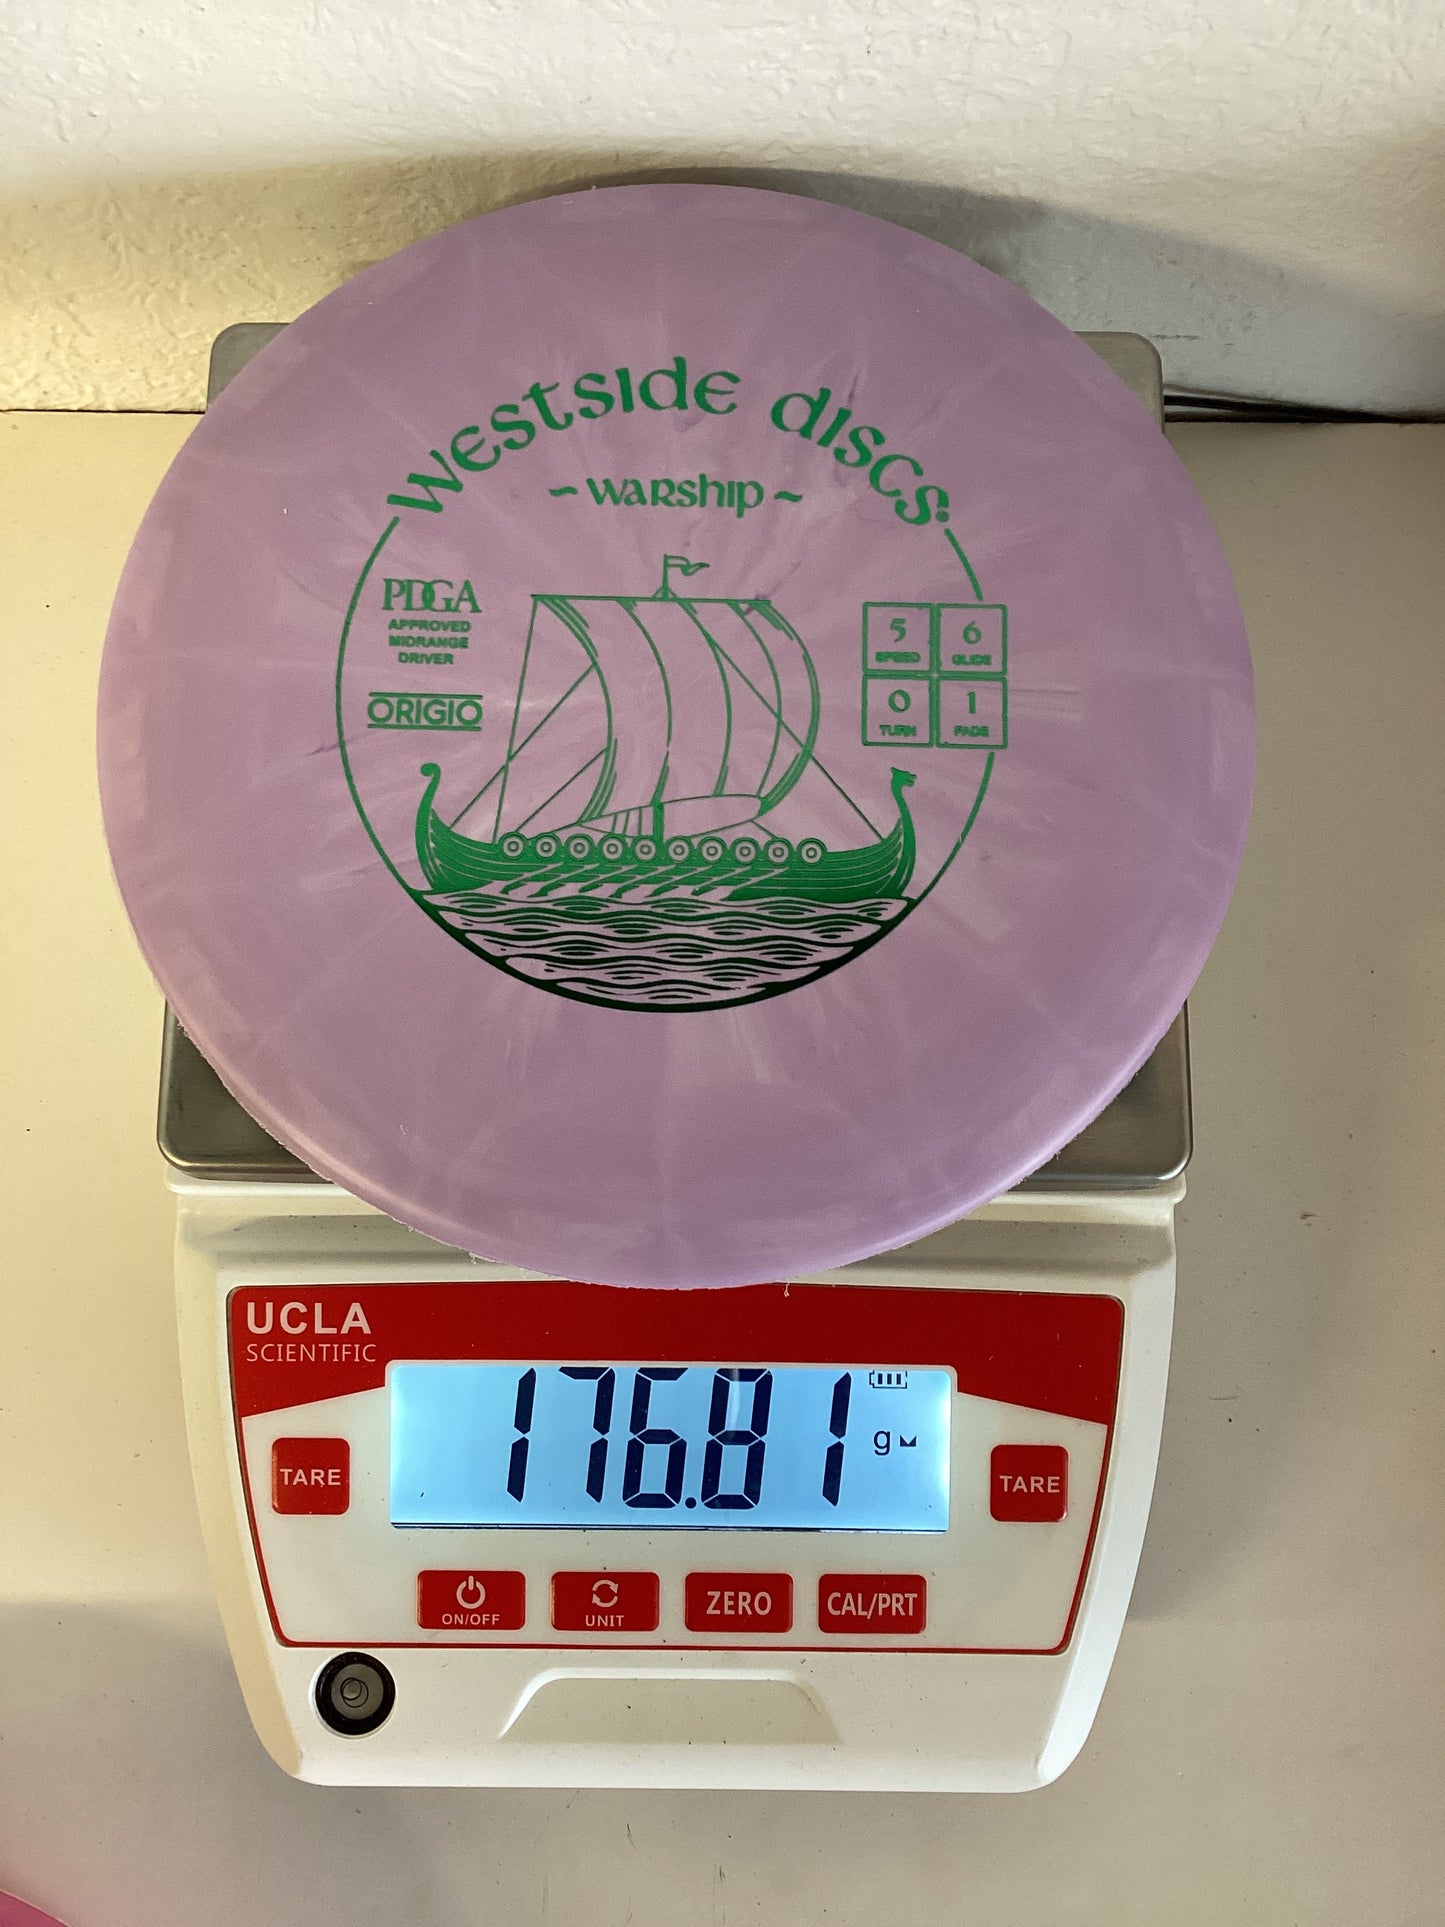 Westside Discs
~ Warship ~
PDGA
APPROVED
MIDRANGE
DRIVER
ORIGIO
5
SPEED
6
GLIDE
0
TURN
1
FADE
UCLA
SCIENTIFIC
176.81
g
TARE
TARE
ON/OFF
UNIT
ZERO
CAL/PRT